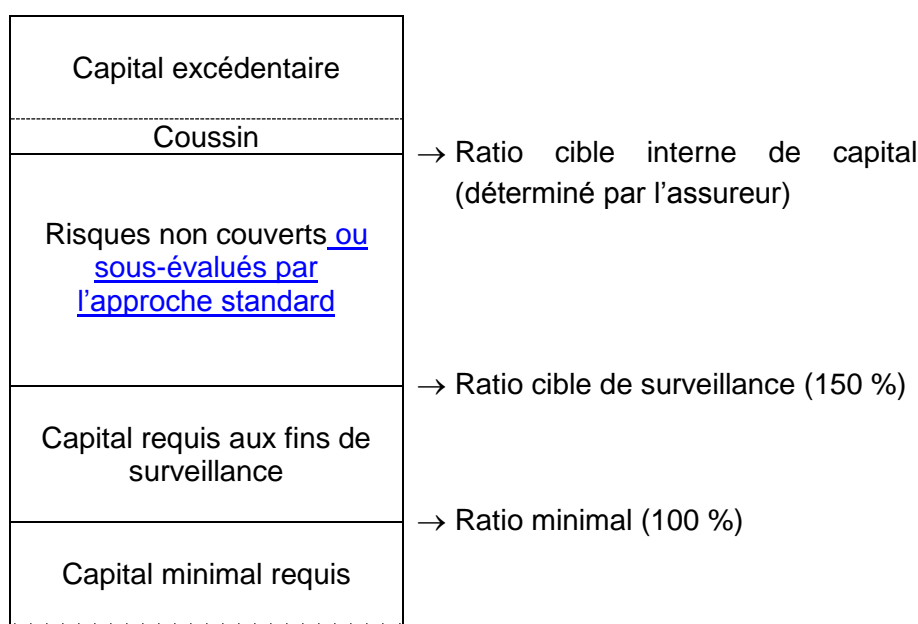 Capital excédentaire
Coussin
→ Ratio cible interne de capital
(déterminé par l'assureur)
Risques non couverts ou
sous-évalués par
l'approche standard
→ Ratio cible de surveillance (150 %)
Capital requis aux fins de
surveillance
→ Ratio minimal (100 %)
Capital minimal requis